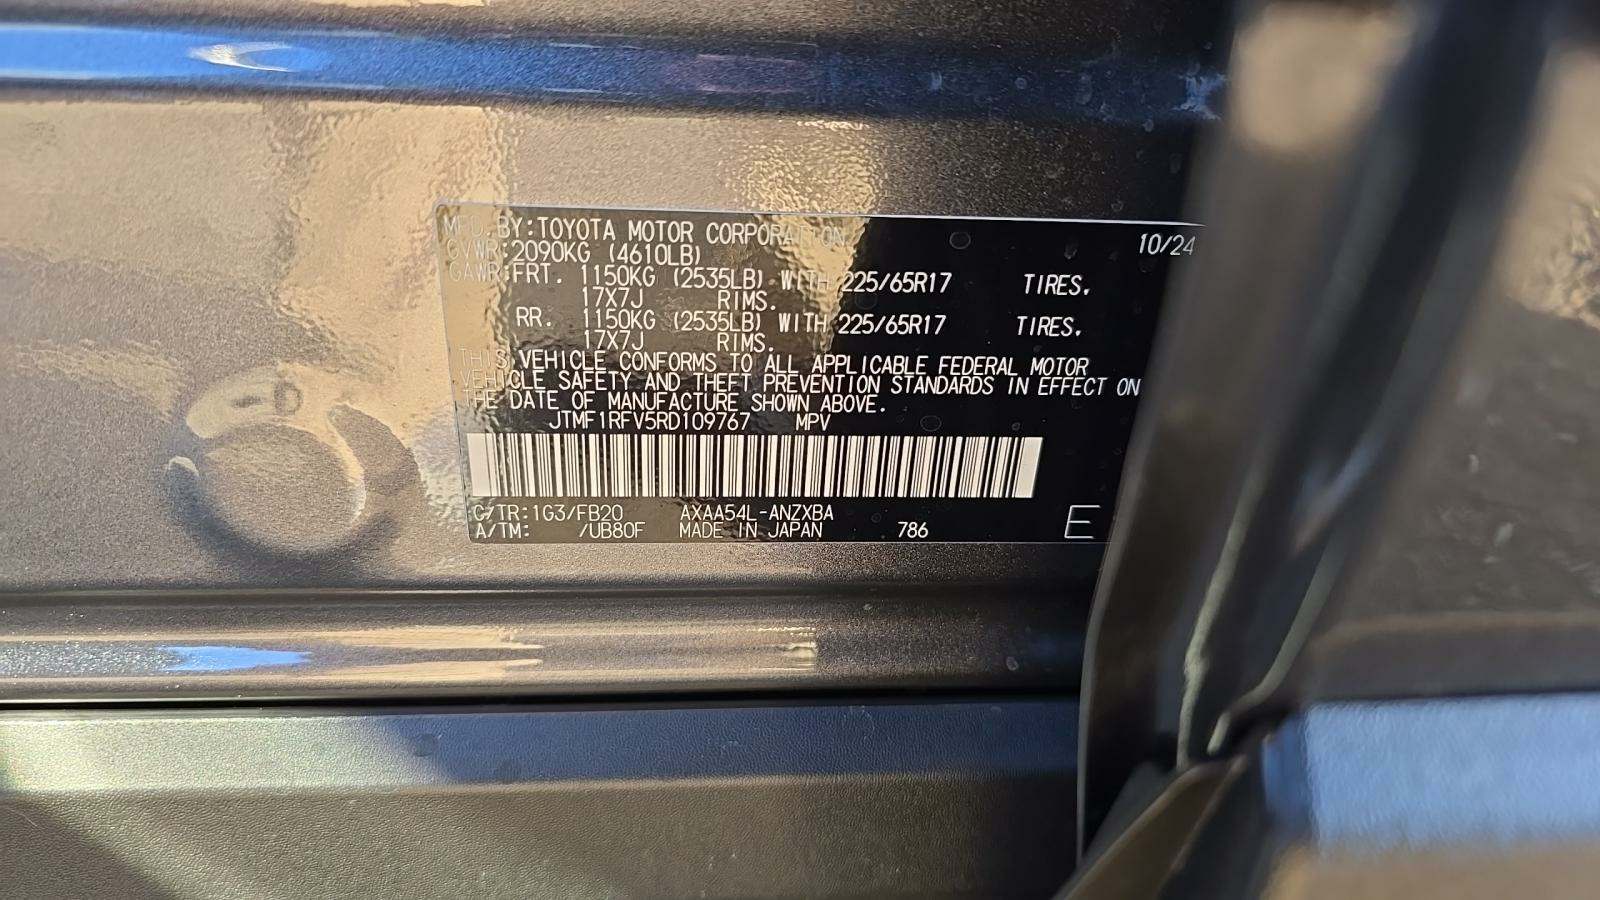 MFD. BY: TOYOTA MOTOR CORPORATION 10/24
GVWR: 2090KG (4610LB)
GAWR: FRT. 1150KG (2535LB) WITH 225/65R17 TIRES.
17X7J RIMS.
RR. 1150KG (2535LB) WITH 225/65R17 TIRES.
17X7J RIMS.
THIS VEHICLE CONFORMS TO ALL APPLICABLE FEDERAL MOTOR
VEHICLE SAFETY AND THEFT PREVENTION STANDARDS IN EFFECT ON
THE DATE OF MANUFACTURE SHOWN ABOVE.
JTMF1RFV5RD109767 MPV
C/TR: 1G3/FB20 AXAA54L-ANZXBA
A/TM: /UB80F MADE IN JAPAN 786 E